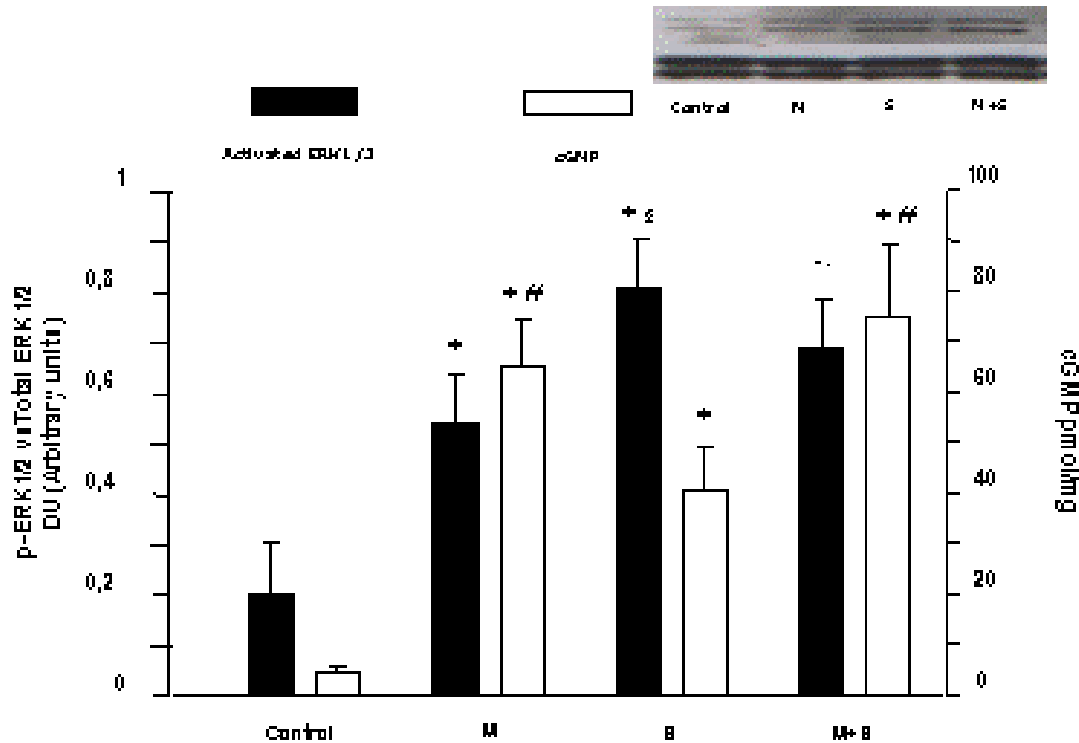 Control M S M+S
Activated ERK1/2 cGMP
1 100
* $ * #
0,8 80
* #
*
0,6 60
*
0,4 40
0,2 20
0 0
p-ERK 1/2 vs Total ERK 1/2
DU (Arbitrary units)
cGMP pmol/mg
Control M S M+S